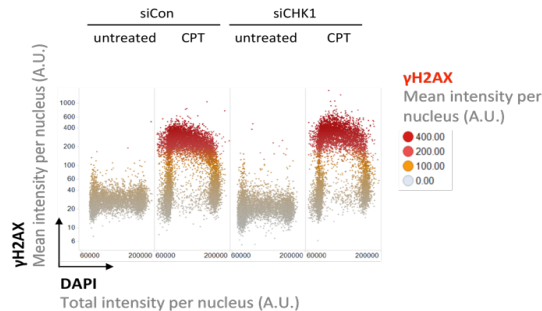 siCon siCHK1
untreated CPT untreated CPT
γH2AX
Mean intensity per nucleus (A.U.)
1000
600
400
200
100
60
40
20
10
6
60000 200000 60000 200000 60000 200000 60000 200000
DAPI
Total intensity per nucleus (A.U.)
γH2AX
Mean intensity per
nucleus (A.U.)
400.00
200.00
100.00
0.00